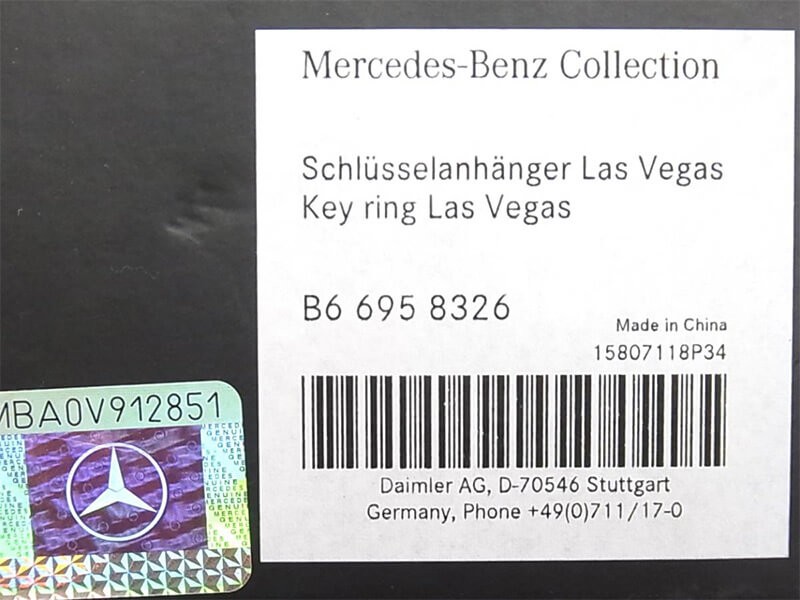 Mercedes-Benz Collection
Schlüsselanhänger Las Vegas
Key ring Las Vegas
B6 695 8326
Made in China
15807118P34
Daimler AG, D-70546 Stuttgart
Germany, Phone +49(0)711/17-0
MBA0V912851